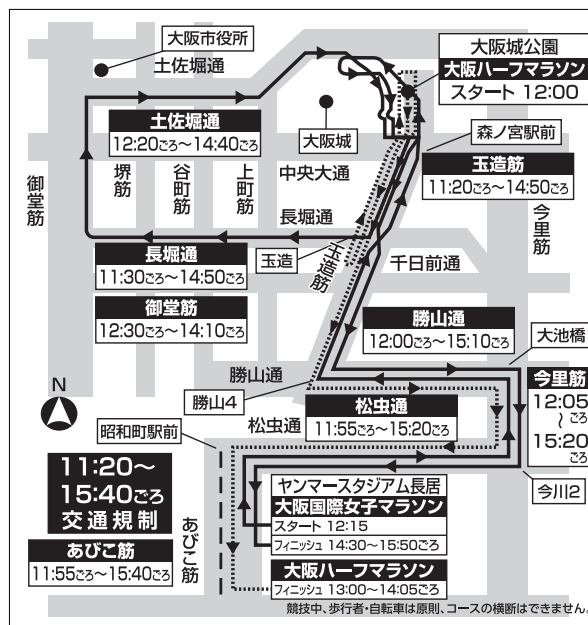 大阪市役所
土佐堀通
大阪城公園
大阪ハーフマラソン
スタート 12:00
土佐堀通
12:20ごろ～14:40ごろ
大阪城
森ノ宮駅前
玉造筋
11:20ごろ～14:50ごろ
御堂筋
堺筋
谷町筋
上町筋
中央大通
長堀通
今里筋
長堀通
11:30ごろ～14:50ごろ
玉造
玉造筋
千日前通
御堂筋
12:30ごろ～14:10ごろ
勝山通
12:00ごろ～15:10ごろ
大池橋
勝山通
勝山4
今里筋
12:05
～ごろ
15:20
ごろ
N
松虫通
松虫通
11:55ごろ～15:20ごろ
昭和町駅前
今川2
11:20～
15:40ごろ
交通規制
あびこ筋
ヤンマースタジアム長居
大阪国際女子マラソン
スタート 12:15
フィニッシュ 14:30～15:50ごろ
あびこ筋
11:55ごろ～15:40ごろ
大阪ハーフマラソン
フィニッシュ 13:00～14:05ごろ
競技中、歩行者・自転車は原則、コースの横断はできません。